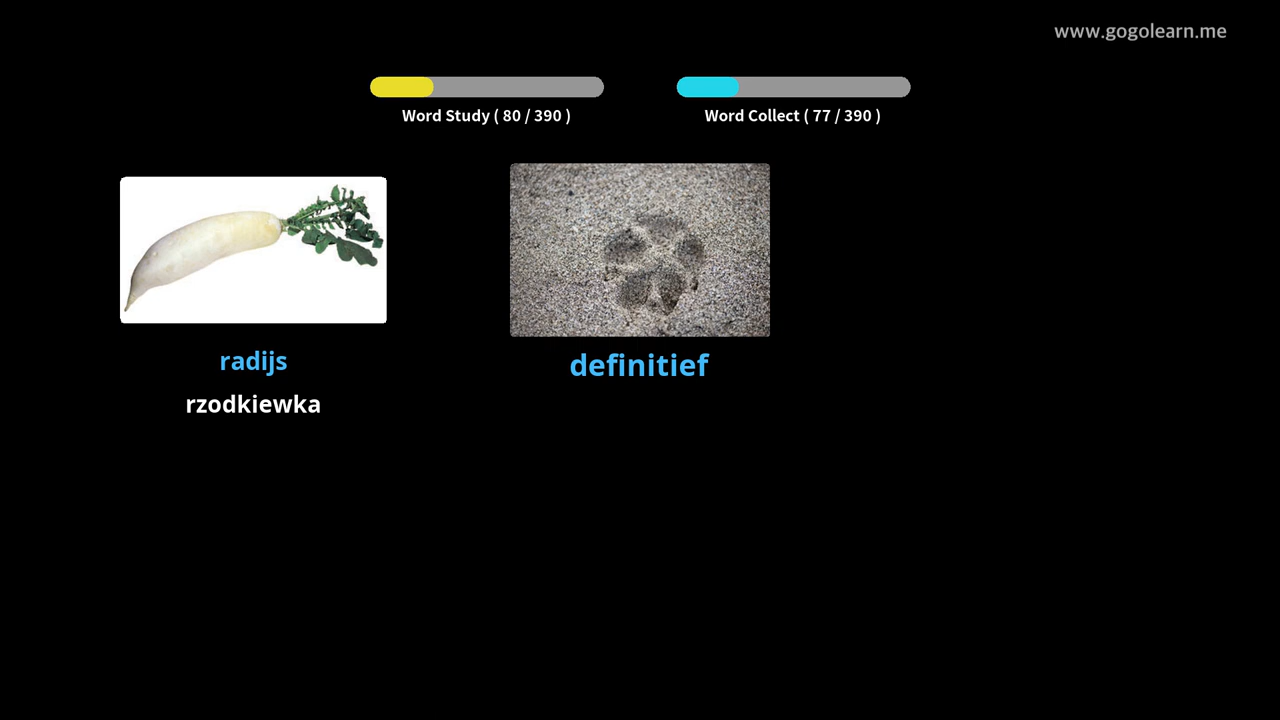 www.gogolearn.me
Word Study ( 80 / 390 )
Word Collect ( 77 / 390 )
radijs
rzodkiewka
definitief